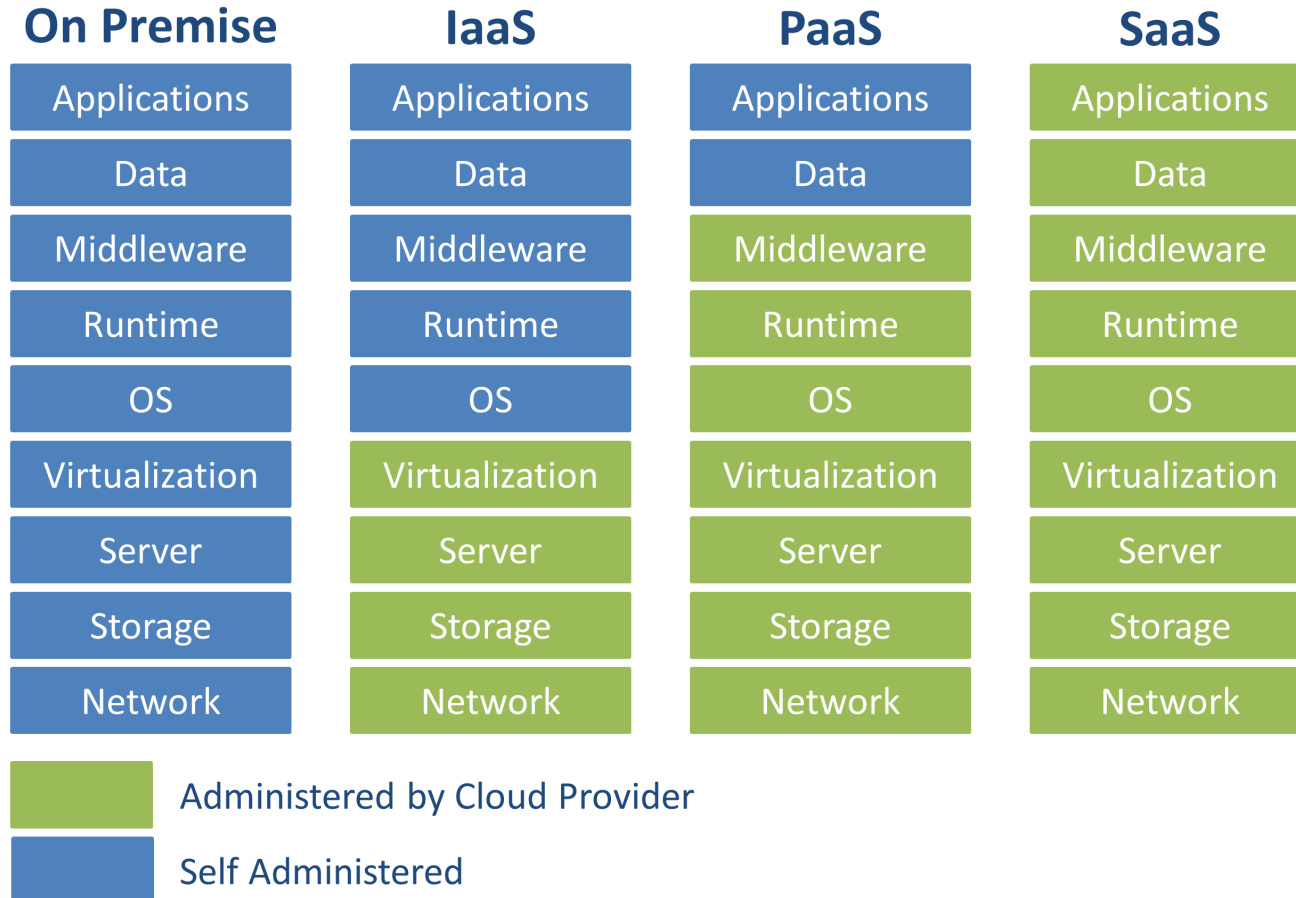 On Premise IaaS PaaS SaaS
Applications Applications Applications Applications
Data Data Data Data
Middleware Middleware Middleware Middleware
Runtime Runtime Runtime Runtime
OS OS OS OS
Virtualization Virtualization Virtualization Virtualization
Server Server Server Server
Storage Storage Storage Storage
Network Network Network Network
Administered by Cloud Provider
Self Administered